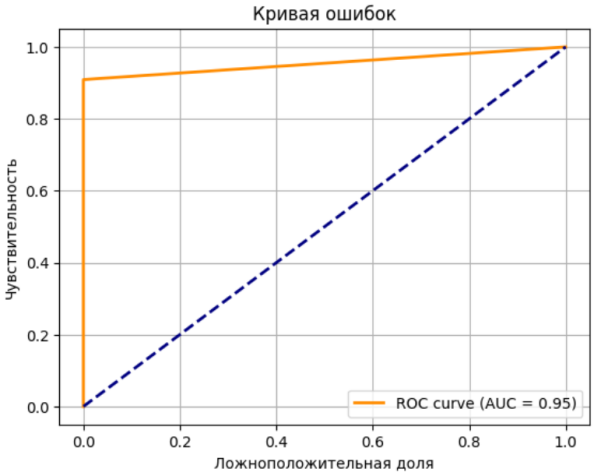 Кривая ошибок
1.0
0.8
0.6
0.4
0.2
0.0
Чувствительность
ROC curve (AUC = 0.95)
0.0 0.2 0.4 0.6 0.8 1.0
Ложноположительная доля